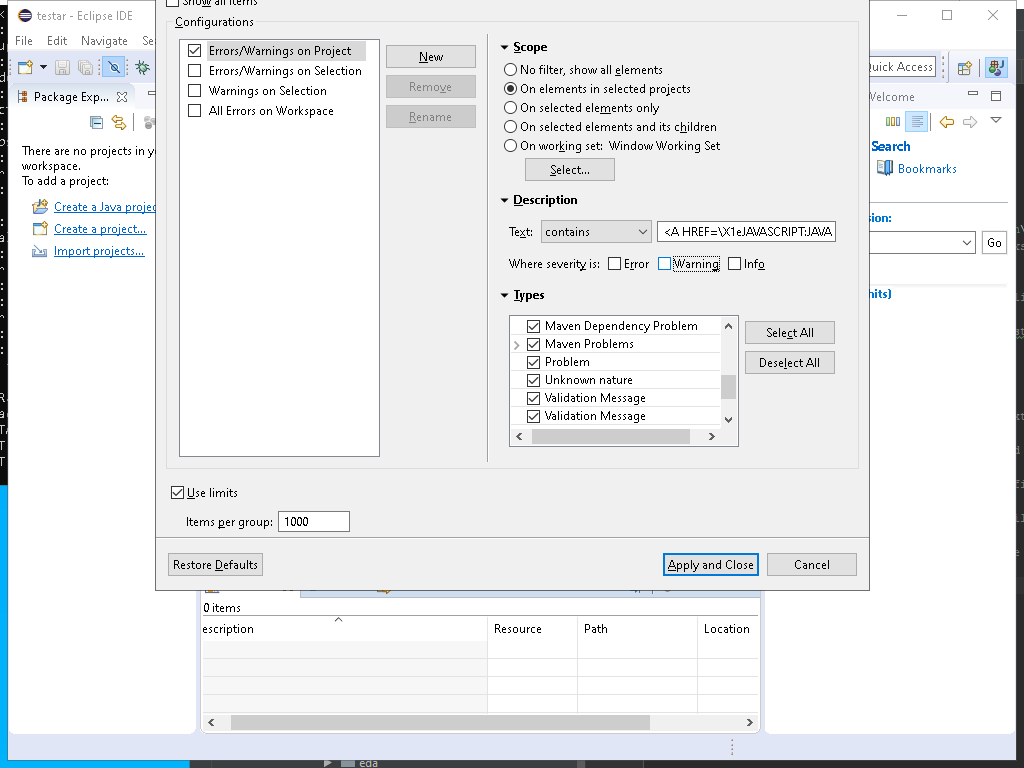 testar - Eclipse IDE
Show all items
File Edit Navigate Se
Configurations
Errors/Warnings on Project
Errors/Warnings on Selection
Warnings on Selection
All Errors on Workspace
New
Remove
Rename
Scope
No filter, show all elements
On elements in selected projects
On selected elements only
On selected elements and its children
On working set: Window Working Set
Select...
Description
Text: contains <A HREF=\X1eJAVASCRIPT:JAVA
Where severity is: Error Warning Info
Types
Maven Dependency Problem
Maven Problems
Problem
Unknown nature
Validation Message
Validation Message
Select All
Deselect All
Use limits
Items per group: 1000
Restore Defaults
Apply and Close
Cancel
Package Exp...
There are no projects in y
workspace.
To add a project:
Create a Java projec
Create a project...
Import projects...
Quick Access
Welcome
Search
Bookmarks
sion:
Go
hits)
0 items
escription Resource Path Location
eda